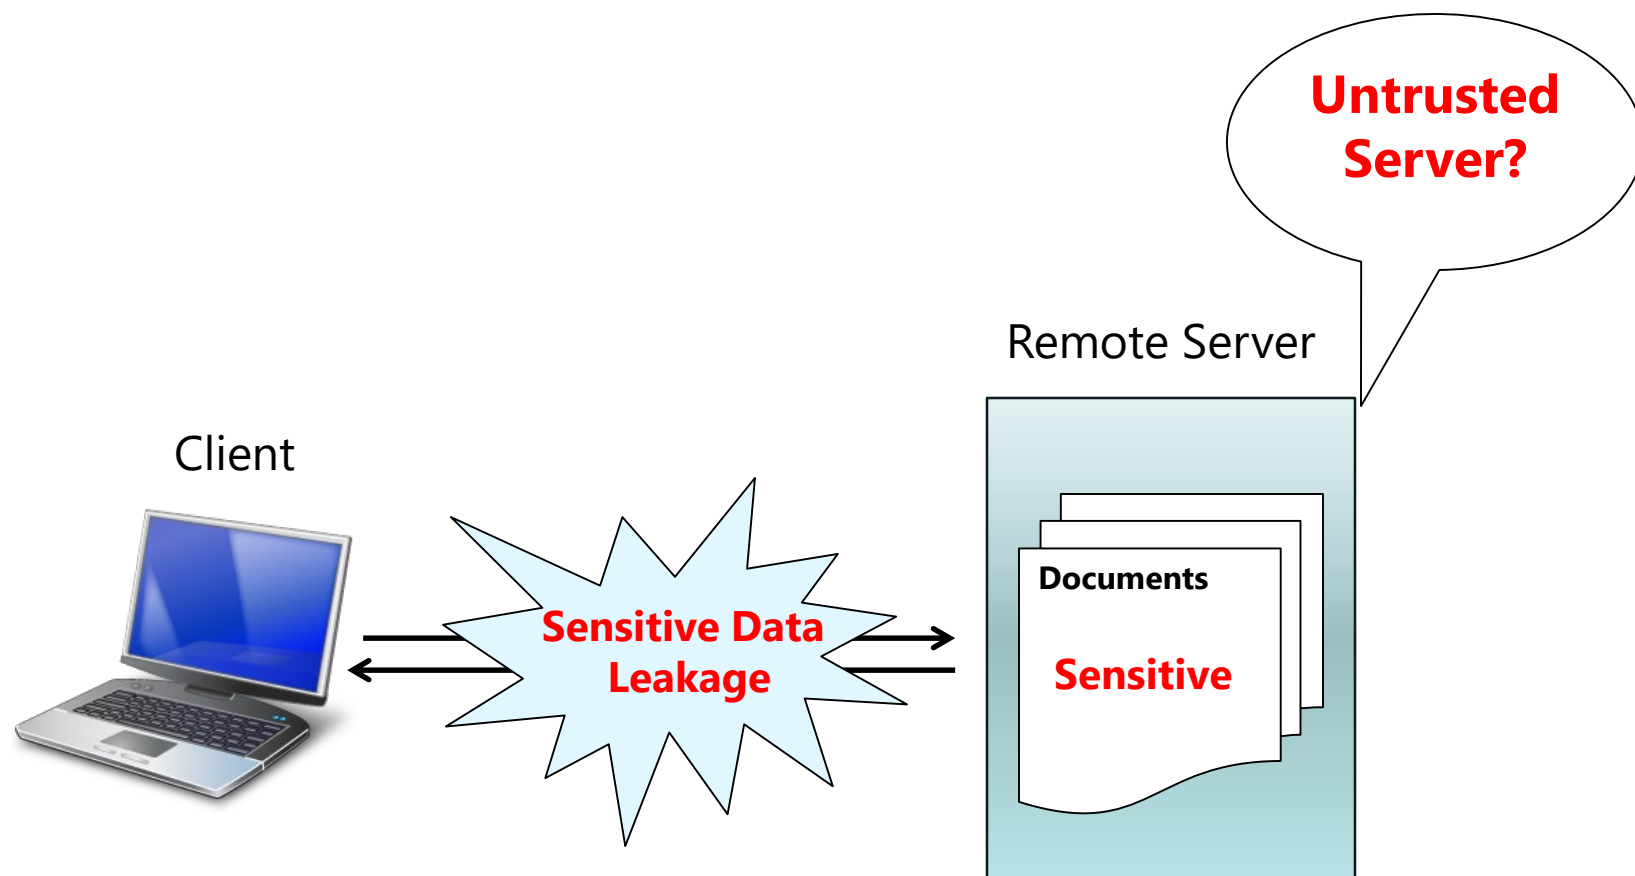 Untrusted
Server?
Remote Server
Client
Documents
Sensitive Data
Leakage
Sensitive